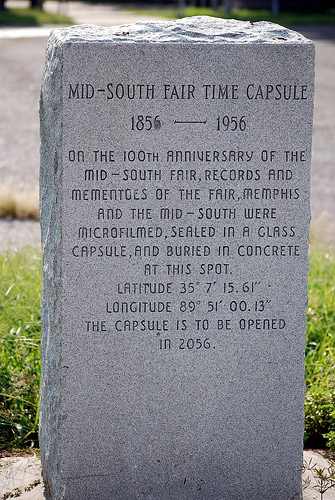 MID-SOUTH FAIR TIME CAPSULE
1856 — 1956
ON THE 100TH ANNIVERSARY OF THE
MID-SOUTH FAIR, RECORDS AND
MEMENTOES OF THE FAIR, MEMPHIS
AND THE MID-SOUTH WERE
MICROFILMED, SEALED IN A GLASS
CAPSULE, AND BURIED IN CONCRETE
AT THIS SPOT.
LATITUDE 35° 7' 15.61"
LONGITUDE 89° 51' 00.13"
THE CAPSULE IS TO BE OPENED
IN 2056.